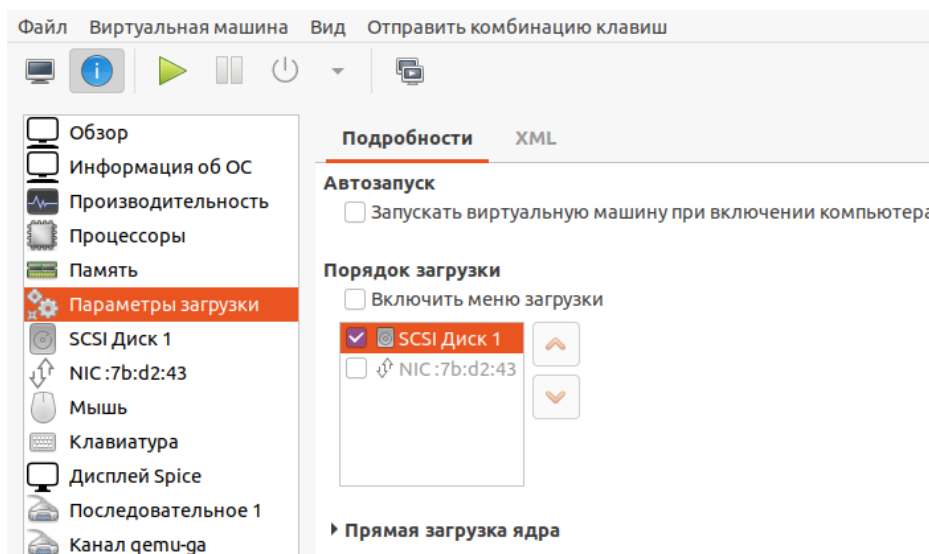 Файл Виртуальная машина Вид Отправить комбинацию клавиш
Обзор
Информация об ОС
Производительность
Процессоры
Память
Параметры загрузки
SCSI Диск 1
NIC :7b:d2:43
Мышь
Клавиатура
Дисплей Spice
Последовательное 1
Канал qemu-ga
Подробности XML
Автозапуск
Запускать виртуальную машину при включении компьютера
Порядок загрузки
Включить меню загрузки
SCSI Диск 1
NIC :7b:d2:43
Прямая загрузка ядра